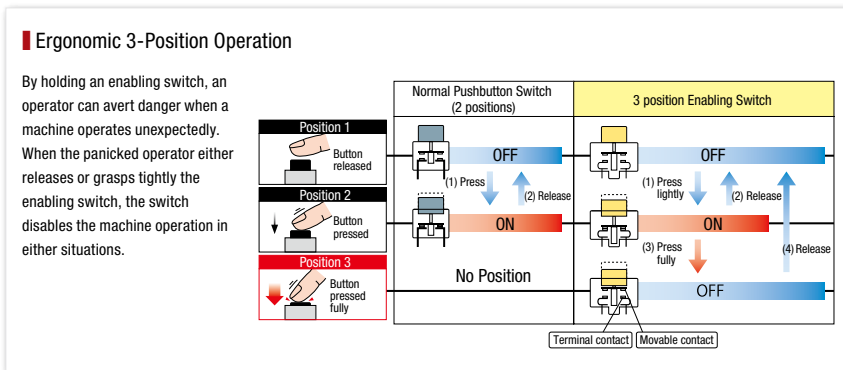 Ergonomic 3-Position Operation
By holding an enabling switch, an
operator can avert danger when a
machine operates unexpectedly.
When the panicked operator either
releases or grasps tightly the
enabling switch, the switch
disables the machine operation in
either situations.
Normal Pushbutton Switch
(2 positions)
3 position Enabling Switch
Position 1
Button
released
OFF
OFF
(1) Press
(2) Release
(1) Press
lightly
(2) Release
Position 2
Button
pressed
ON
ON
(3) Press
fully
(4) Release
Position 3
Button
pressed
fully
No Position
OFF
Terminal contact
Movable contact